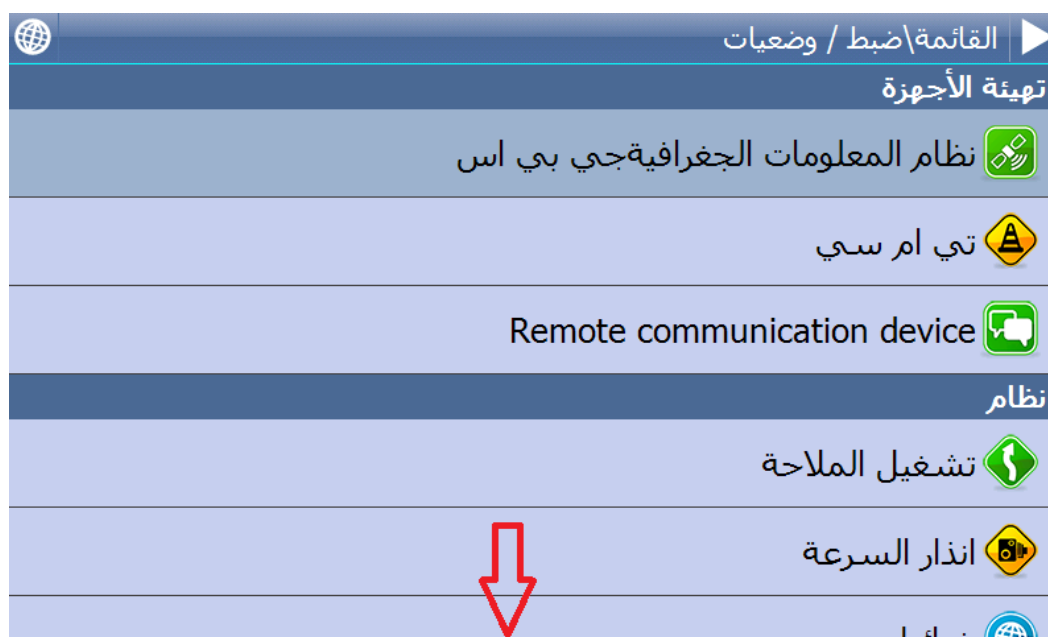 القائمة\ضبط / وضعيات
تهيئة الأجهزة
نظام المعلومات الجغرافيةجي بي اس
تي ام سي
Remote communication device
نظام
تشغيل الملاحة
انذار السرعة